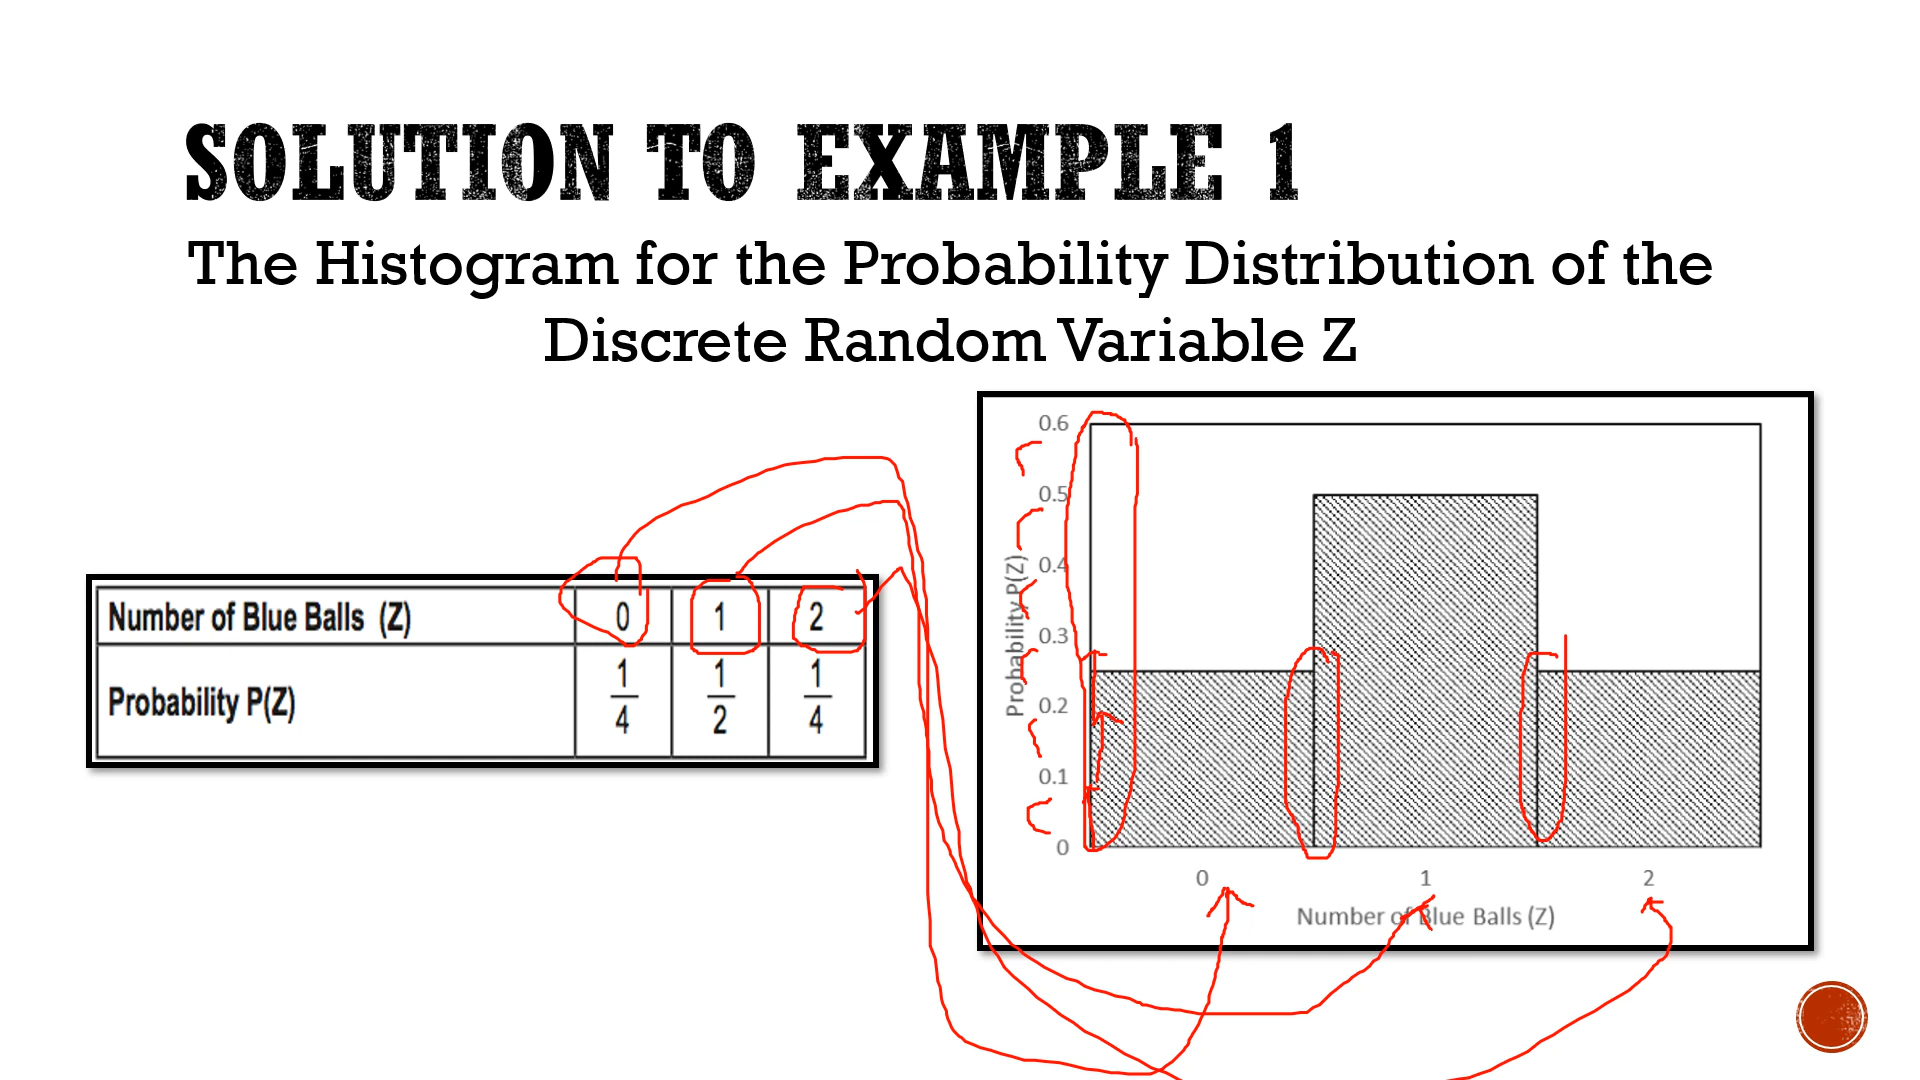 SOLUTION TO EXAMPLE 1
The Histogram for the Probability Distribution of the
Discrete Random Variable Z
Number of Blue Balls (Z) 0 1 2
Probability P(Z) 1/4 1/2 1/4
0.6
0.5
0.4
0.3
0.2
0.1
0
Probability P(Z)
0 1 2
Number of Blue Balls (Z)